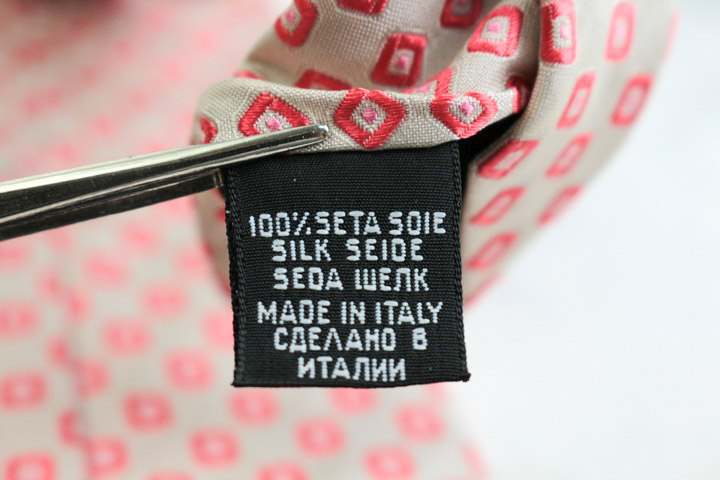 100% SETA SOIE
SILK SEIDE
SEDA ШЕЛК
MADE IN ITALY
СДЕЛАНО В
ИТАЛИИ